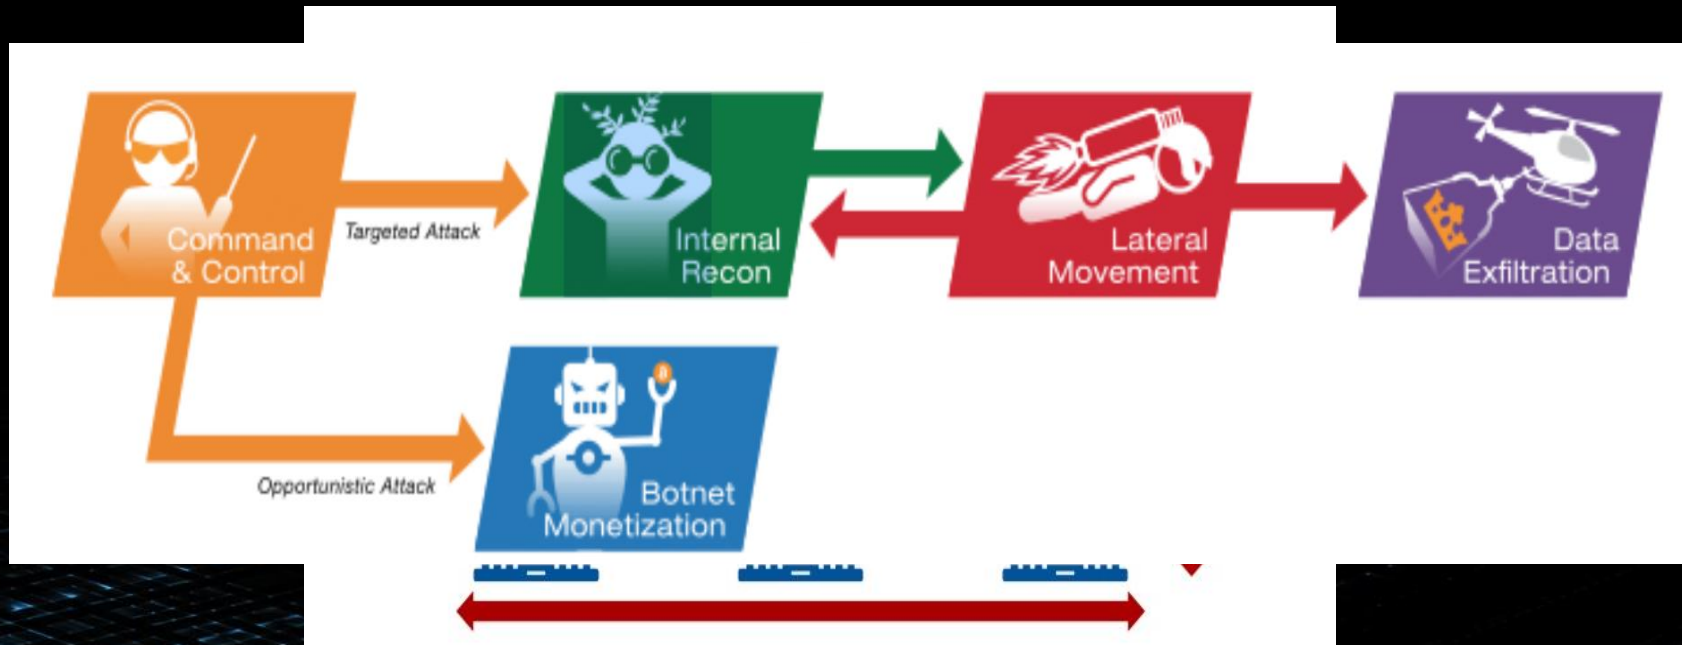 Command
& Control
Targeted Attack
Internal
Recon
Lateral
Movement
Data
Exfiltration
Opportunistic Attack
Botnet
Monetization